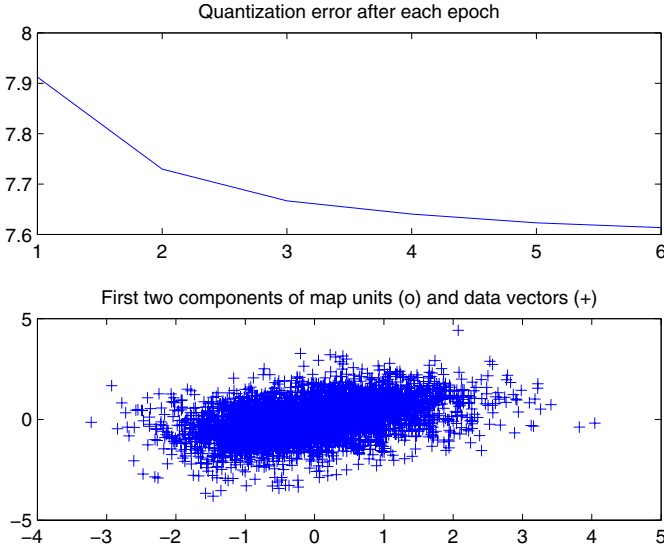 Quantization error after each epoch
8
7.9
7.8
7.7
7.6
1 2 3 4 5 6
First two components of map units (o) and data vectors (+)
5
0
−5
−4 −3 −2 −1 0 1 2 3 4 5